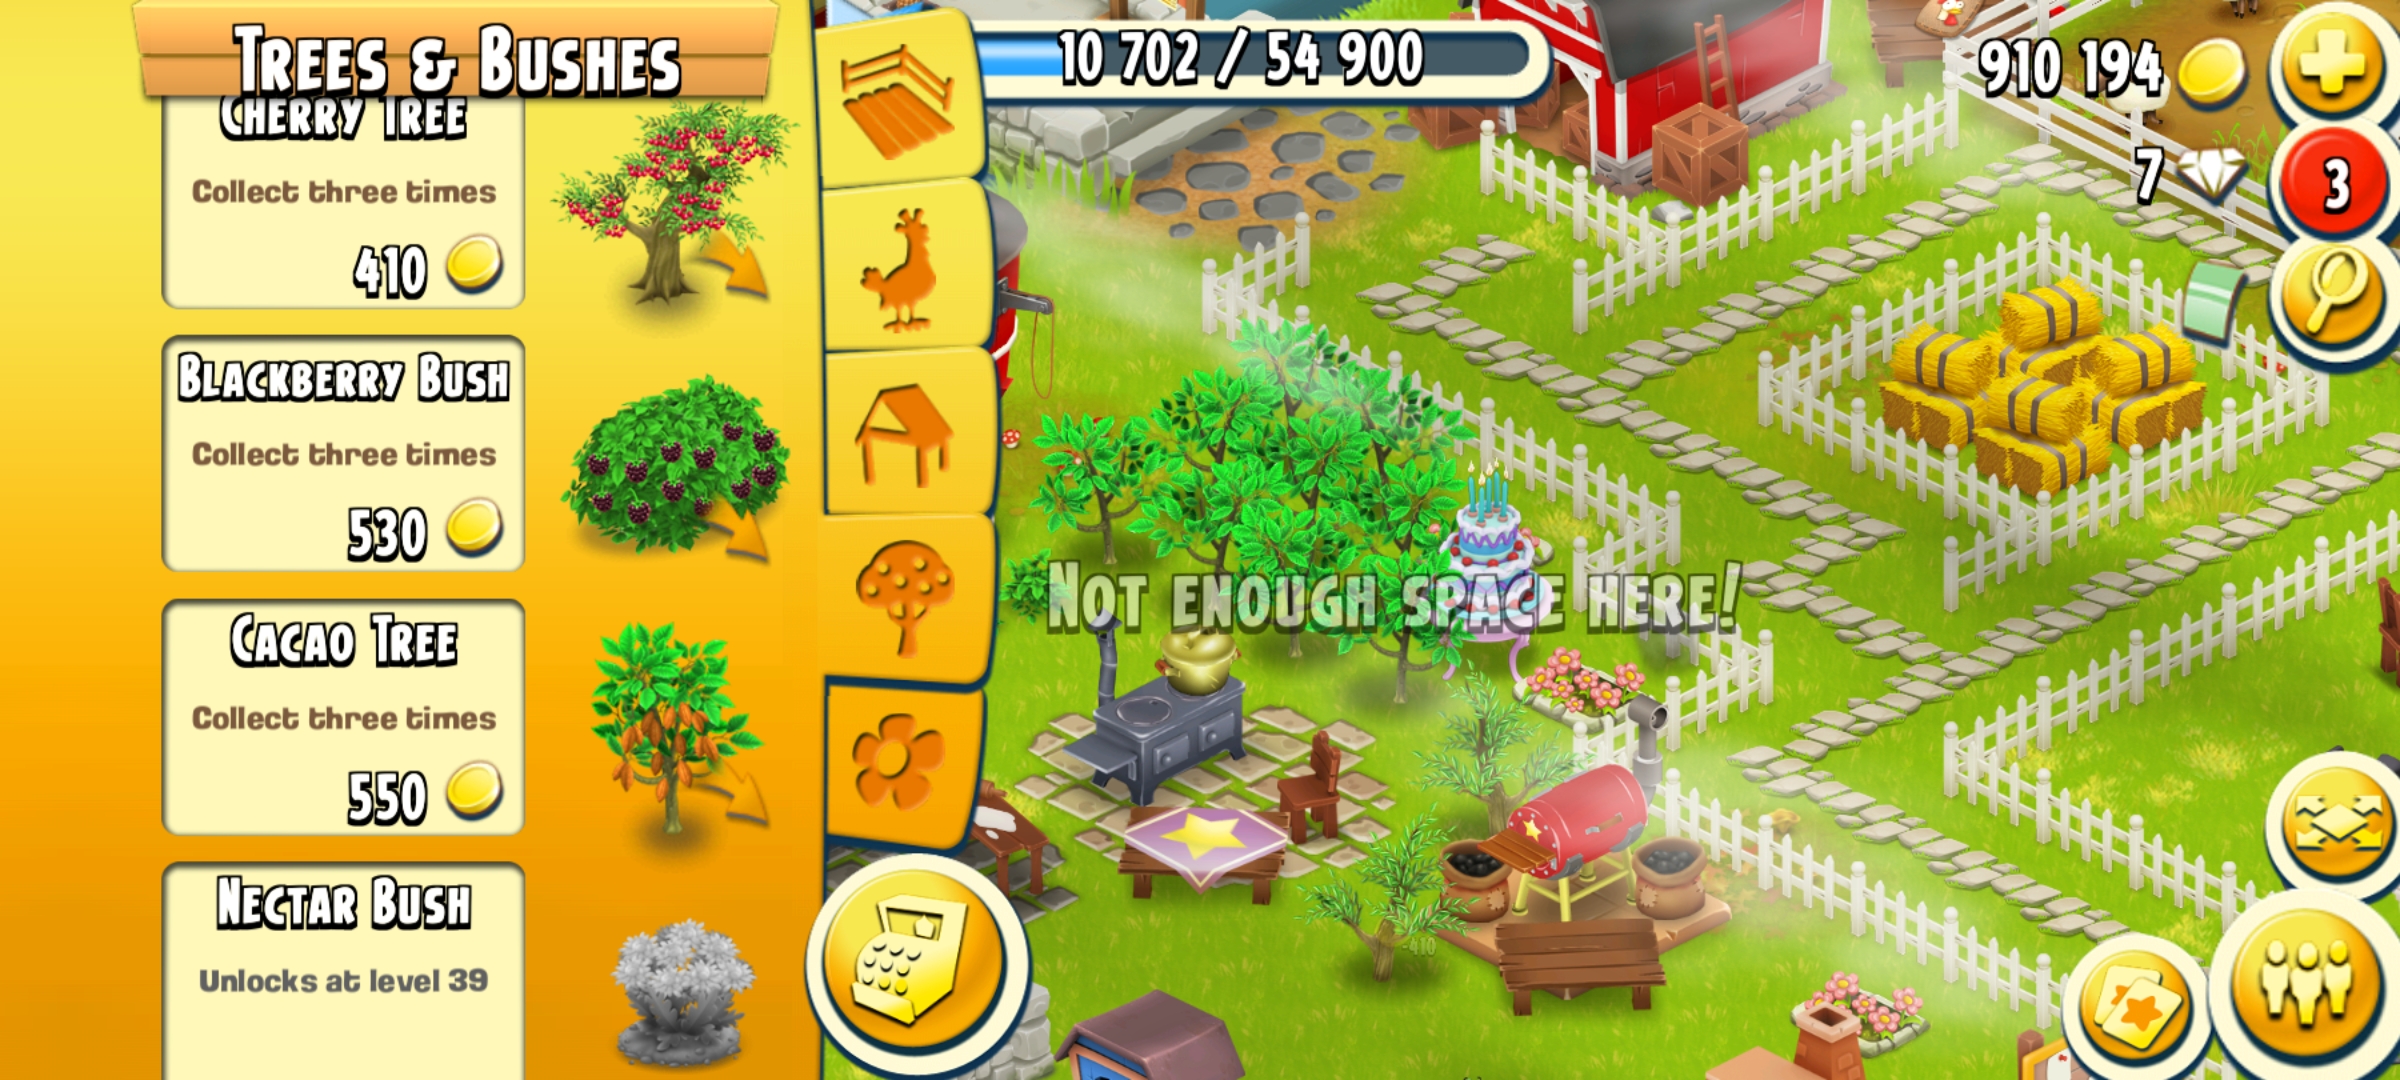 TREES & BUSHES
CHERRY TREE
Collect three times
410
BLACKBERRY BUSH
Collect three times
530
CACAO TREE
Collect three times
550
NECTAR BUSH
Unlocks at level 39
10 702 / 54 900
910 194
7
3
NOT ENOUGH SPACE HERE!
-410